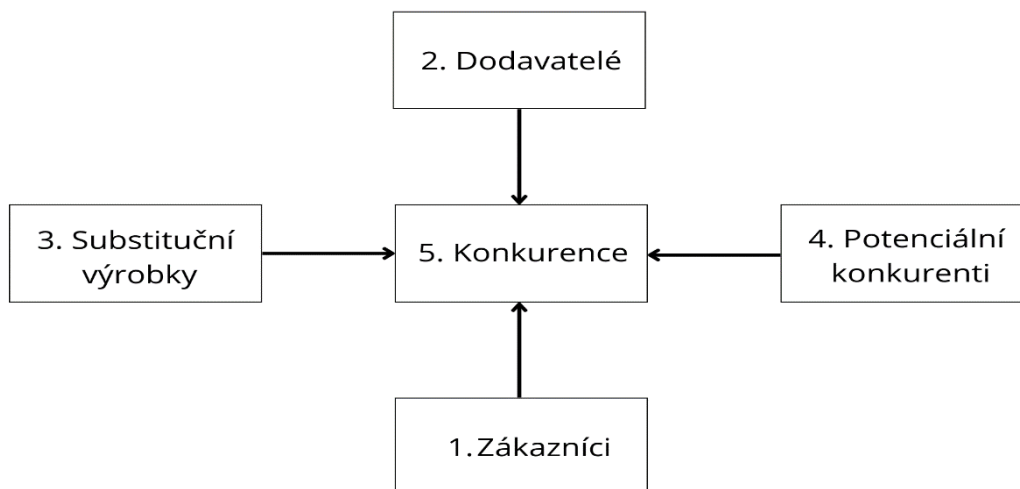 2. Dodavatelé
3. Substituční
výrobky
5. Konkurence
4. Potenciální
konkurenti
1. Zákazníci